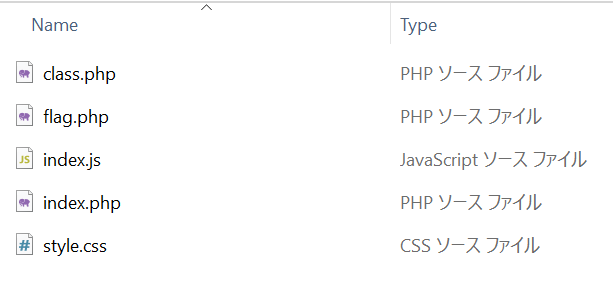 Name Type
class.php PHP ソース ファイル
flag.php PHP ソース ファイル
index.js JavaScript ソース ファイル
index.php PHP ソース ファイル
style.css CSS ソース ファイル